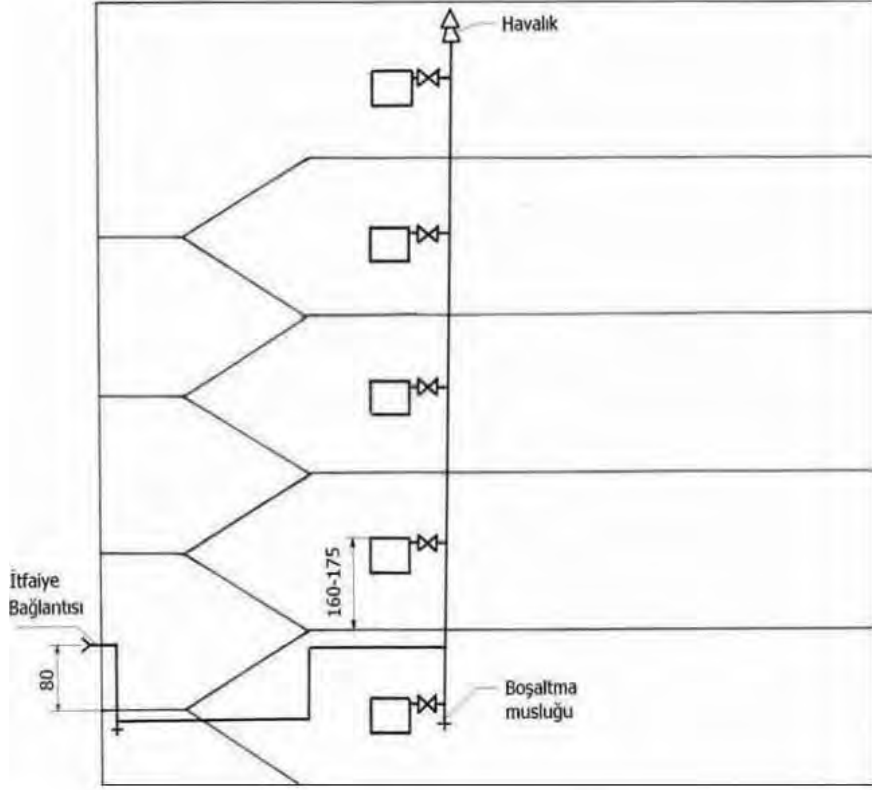 Havalık
160-175
İtfaiye
Bağlantısı
80
Boşaltma
musluğu